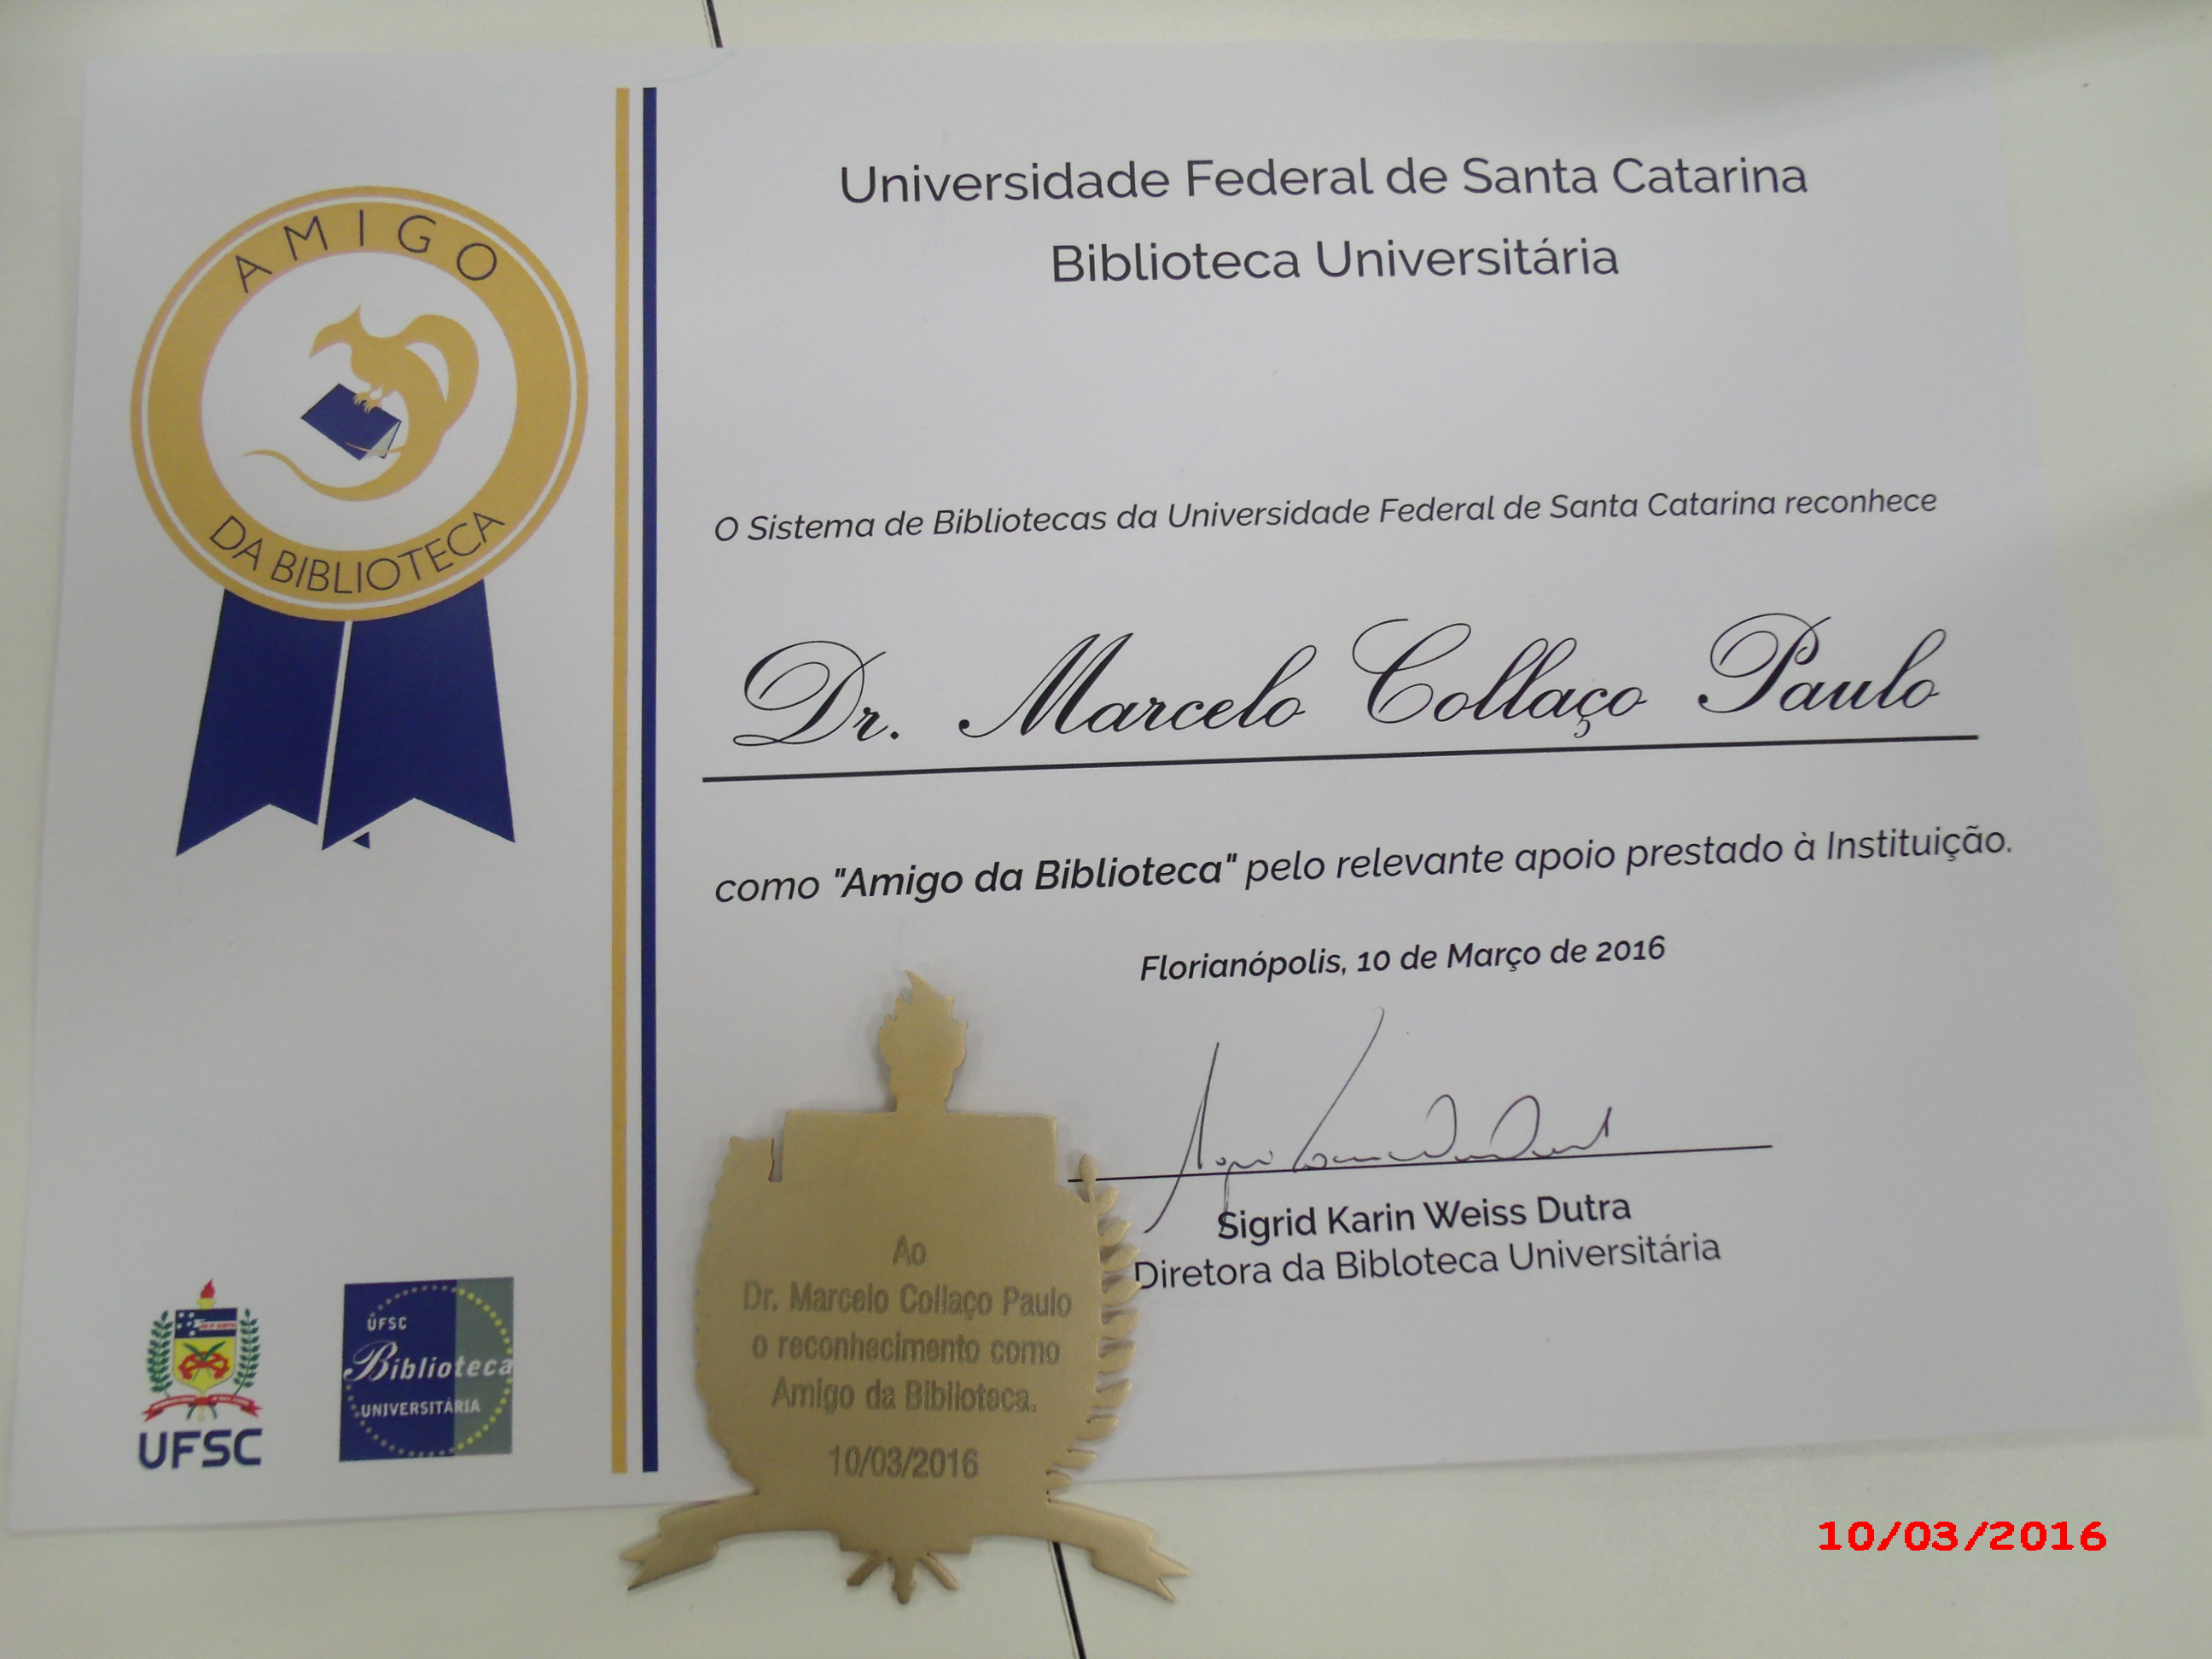 AMIGO
DA BIBLIOTECA
Universidade Federal de Santa Catarina
Biblioteca Universitária
O Sistema de Bibliotecas da Universidade Federal de Santa Catarina reconhece
Dr. Marcelo Collaço Paulo
como "Amigo da Biblioteca" pelo relevante apoio prestado à Instituição.
Florianópolis, 10 de Março de 2016
Sigrid Karin Weiss Dutra
Diretora da Bibloteca Universitária
UFSC
UFSC
Biblioteca
UNIVERSITÁRIA
Ao
Dr. Marcelo Collaço Paulo
o reconhecimento como
Amigo da Biblioteca.
10/03/2016
10/03/2016